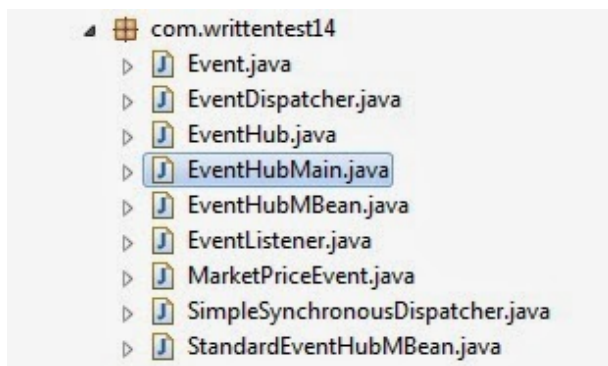 com.writtentest14
Event.java
EventDispatcher.java
EventHub.java
EventHubMain.java
EventHubMBean.java
EventListener.java
MarketPriceEvent.java
SimpleSynchronousDispatcher.java
StandardEventHubMBean.java